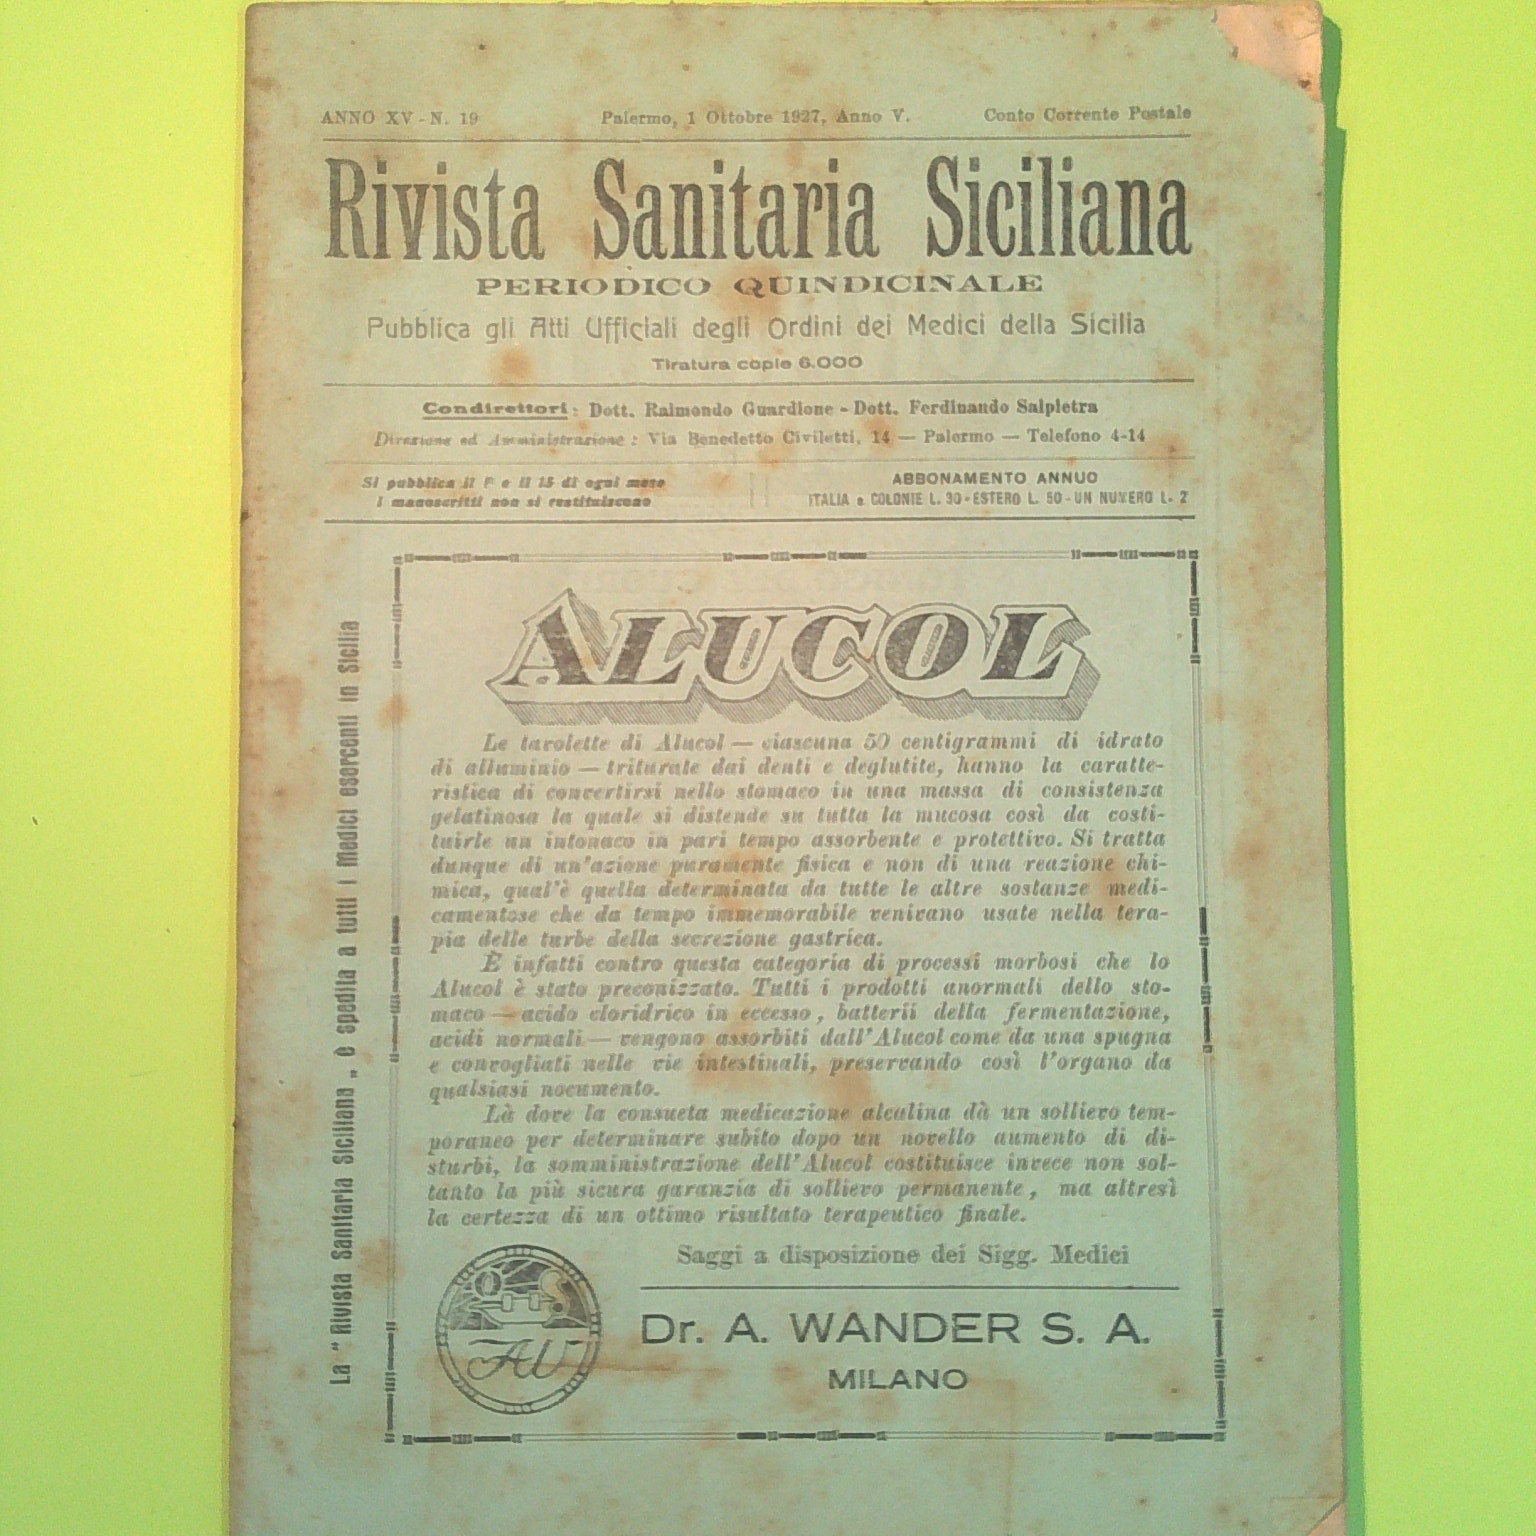 ANNO XV - N. 19 Palermo, 1 Ottobre 1927, Anno V. Conto Corrente Postale
Rivista Sanitaria Siciliana
PERIODICO QUINDICINALE
Pubblica gli Atti Ufficiali degli Ordini dei Medici della Sicilia
Tiratura copie 6.000
Condirettori: Dott. Raimondo Guardione - Dott. Ferdinando Salpietra
Direzione ed Amministrazione: Via Benedetto Civiletti, 14 — Palermo — Telefono 4-14
Si pubblica il 1° e il 15 di ogni mese
I manoscritti non si restituiscono
ABBONAMENTO ANNUO
ITALIA e COLONIE L. 30 - ESTERO L. 50 - UN NUMERO L. 2
La "Rivista Sanitaria Siciliana„ è spedita a tutti i Medici esercenti in Sicilia
ALUCOL
Le tavolette di Alucol — ciascuna 50 centigrammi di idrato
di alluminio — triturate dai denti e deglutite, hanno la caratte-
ristica di convertirsi nello stomaco in una massa di consistenza
gelatinosa la quale si distende su tutta la mucosa così da costi-
tuirle un intonaco in pari tempo assorbente e protettivo. Si tratta
dunque di un'azione puramente fisica e non di una reazione chi-
mica, qual'è quella determinata da tutte le altre sostanze medi-
camentose che da tempo immemorabile venivano usate nella tera-
pia delle turbe della secrezione gastrica.
È infatti contro questa categoria di processi morbosi che lo
Alucol è stato preconizzato. Tutti i prodotti anormali dello sto-
maco — acido cloridrico in eccesso, batterii della fermentazione,
acidi normali — vengono assorbiti dall'Alucol come da una spugna
e convogliati nelle vie intestinali, preservando così l'organo da
qualsiasi nocumento.
Là dove la consueta medicazione alcalina dà un sollievo tem-
poraneo per determinare subito dopo un novello aumento di di-
sturbi, la somministrazione dell'Alucol costituisce invece non sol-
tanto la più sicura garanzia di sollievo permanente, ma altresì
la certezza di un ottimo risultato terapeutico finale.
Saggi a disposizione dei Sigg. Medici
Dr. A. WANDER S. A.
MILANO
AW